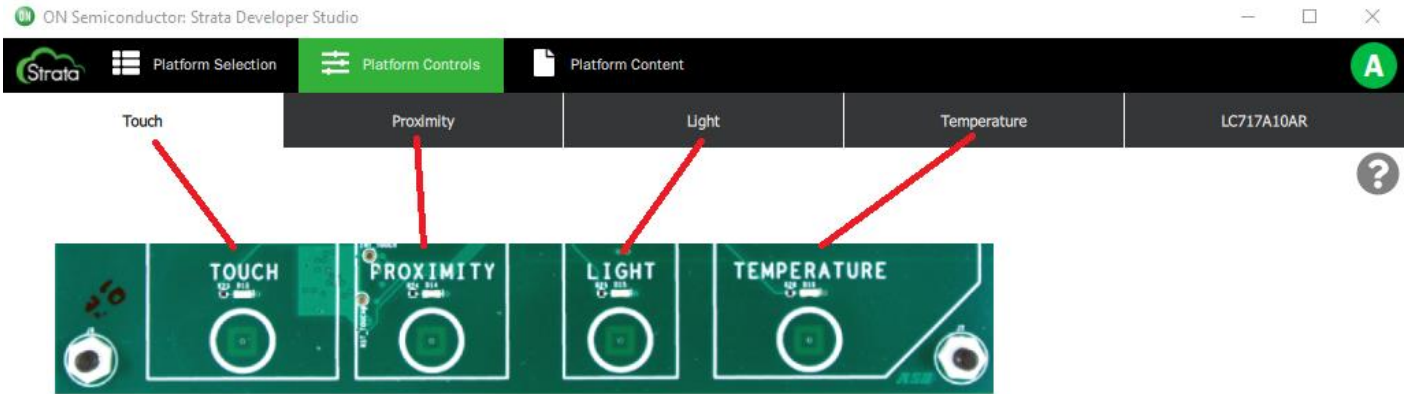 ON Semiconductor: Strata Developer Studio
Strata Platform Selection Platform Controls Platform Content A
Touch Proximity Light Temperature LC717A10AR
?
TOUCH PROXIMITY LIGHT TEMPERATURE